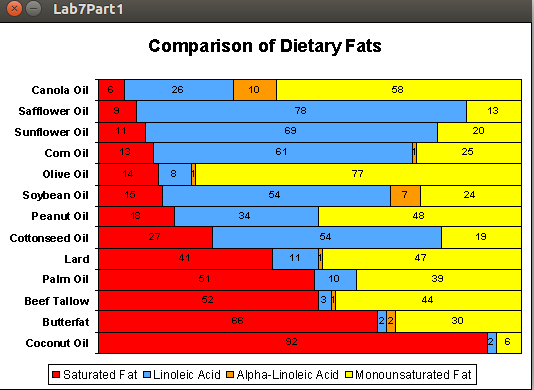 Lab7Part1
Comparison of Dietary Fats
Canola Oil 6 26 10 58
Safflower Oil 9 78 13
Sunflower Oil 11 69 20
Corn Oil 13 61 1 25
Olive Oil 14 8 1 77
Soybean Oil 15 54 7 24
Peanut Oil 18 34 48
Cottonseed Oil 27 54 19
Lard 41 11 1 47
Palm Oil 51 10 39
Beef Tallow 52 3 1 44
Butterfat 66 2 2 30
Coconut Oil 92 2 6
Saturated Fat Linoleic Acid Alpha-Linoleic Acid Monounsaturated Fat